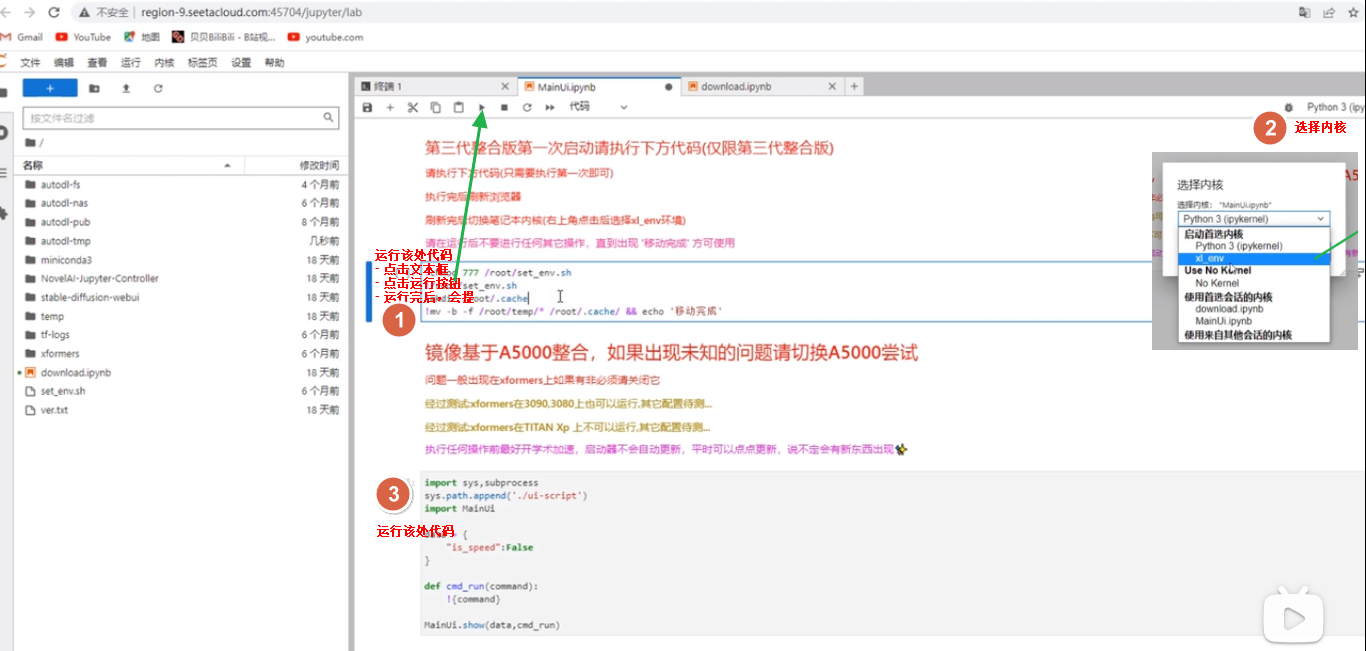 不安全 | region-9.seetacloud.com:45704/jupyter/lab
Gmail YouTube 地图 贝贝BiliBili - B站视... youtube.com
文件 编辑 查看 运行 内核 标签页 设置 帮助
+
终端 1 MainUi.ipynb download.ipynb
代码
Python 3 (ipy
按文件名过滤
/
名称 修改时间
autodl-fs 4 个月前
autodl-nas 6 个月前
autodl-pub 8 个月前
autodl-tmp 几秒前
miniconda3 18 天前
NovelAI-Jupyter-Controller 18 天前
stable-diffusion-webui 18 天前
temp 18 天前
tf-logs 6 个月前
xformers 6 个月前
download.ipynb 18 天前
set_env.sh 6 个月前
ver.txt 18 天前
第三代整合版第一次启动请执行下方代码(仅限第三代整合版)
请执行下方代码(只需要执行第一次即可)
执行完后刷新浏览器
刷新完后切换笔记本内核(右上角点击后选择xl_env环境)
请在运行后不要进行任何其它操作，直到出现 '移动完成' 方可使用
运行该处代码
- 点击文本框
- 点击运行按钮
- 运行完后，会提
1
777 /root/set_env.sh
set_env.sh
root/.cache
!mv -b -f /root/temp/* /root/.cache/ && echo '移动完成'
镜像基于A5000整合，如果出现未知的问题请切换A5000尝试
问题一般出现在xformers上如果有非必须请关闭它
经过测试:xformers在3090,3080上也可以运行,其它配置待测...
经过测试:xformers在TITAN Xp 上不可以运行,其它配置待测...
执行任何操作前最好开学术加速，启动器不会自动更新，平时可以点点更新，说不定会有新东西出现
3
运行该处代码
import sys,subprocess
sys.path.append('./ui-script')
import MainUi
= {
"is_speed":False
}
def cmd_run(command):
!{command}
MainUi.show(data,cmd_run)
2 选择内核
选择内核
选择内核： "MainUi.ipynb"
Python 3 (ipykernel)
启动首选内核
Python 3 (ipykernel)
xl_env
Use No Kernel
No Kernel
使用首选会话的内核
download.ipynb
MainUi.ipynb
使用来自其他会话的内核